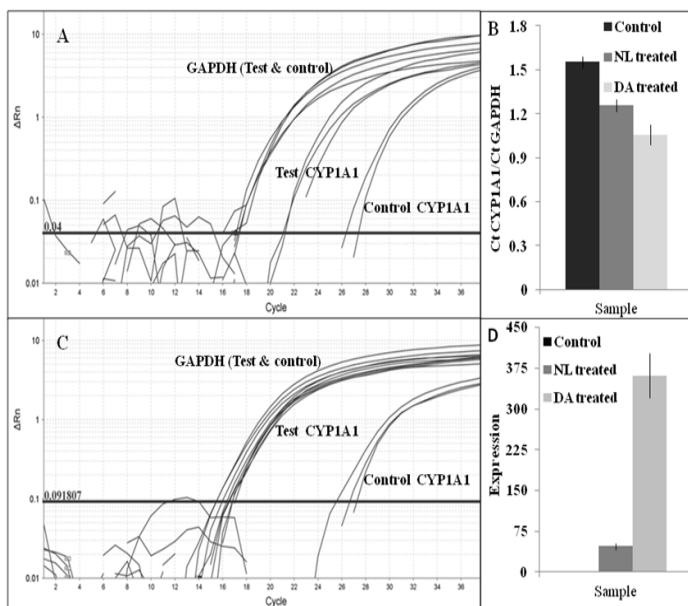 A
GAPDH (Test & control)
Test CYP1A1
Control CYP1A1
0.04
ΔRn
10
1
0.1
0.01
2 4 6 8 10 12 14 16 18 20 22 24 26 28 30 32 34 36
Cycle
B
Control
NL treated
DA treated
Ct CYP1A1/Ct GAPDH
1.8
1.5
1.2
0.9
0.6
0.3
0
Sample
C
GAPDH (Test & control)
Test CYP1A1
Control CYP1A1
0.091807
ΔRn
10
1
0.1
0.01
2 4 6 8 10 12 14 16 18 20 22 24 26 28 30 32 34 36
Cycle
D
Control
NL treated
DA treated
Expression
450
375
300
225
150
75
0
Sample